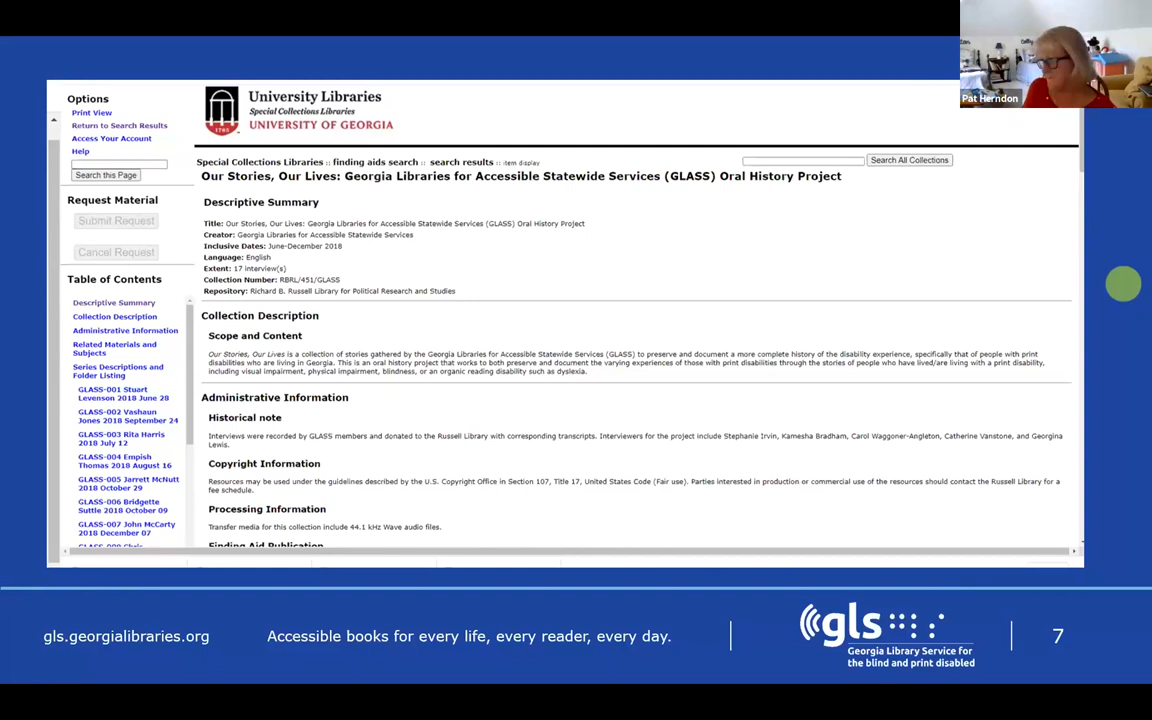 Pat Herndon
Options
Print View
Return to Search Results
Access Your Account
Help
Search this Page
Request Material
Submit Request
Cancel Request
Table of Contents
Descriptive Summary
Collection Description
Administrative Information
Related Materials and
Subjects
Series Descriptions and
Folder Listing
GLASS-001 Stuart
Levenson 2018 June 28
GLASS-002 Vashaun
Jones 2018 September 24
GLASS-003 Rita Harris
2018 July 12
GLASS-004 Empish
Thomas 2018 August 16
GLASS-005 Jarrett McNutt
2018 October 29
GLASS-006 Bridgette
Suttle 2018 October 09
GLASS-007 John McCarty
2018 December 07
1785
University Libraries
Special Collections Libraries
UNIVERSITY OF GEORGIA
Special Collections Libraries :: finding aids search :: search results :: item display
Search All Collections
Our Stories, Our Lives: Georgia Libraries for Accessible Statewide Services (GLASS) Oral History Project
Descriptive Summary
Title: Our Stories, Our Lives: Georgia Libraries for Accessible Statewide Services (GLASS) Oral History Project
Creator: Georgia Libraries for Accessible Statewide Services
Inclusive Dates: June-December 2018
Language: English
Extent: 17 interview(s)
Collection Number: RBRL/451/GLASS
Repository: Richard B. Russell Library for Political Research and Studies
Collection Description
Scope and Content
Our Stories, Our Lives is a collection of stories gathered by the Georgia Libraries for Accessible Statewide Services (GLASS) to preserve and document a more complete history of the disability experience, specifically that of people with print
disabilities who are living in Georgia. This is an oral history project that works to both preserve and document the varying experiences of those with print disabilities through the stories of people who have lived/are living with a print disability,
including visual impairment, physical impairment, blindness, or an organic reading disability such as dyslexia.
Administrative Information
Historical note
Interviews were recorded by GLASS members and donated to the Russell Library with corresponding transcripts. Interviewers for the project include Stephanie Irvin, Kamesha Bradham, Carol Waggoner-Angleton, Catherine Vanstone, and Georgina
Lewis.
Copyright Information
Resources may be used under the guidelines described by the U.S. Copyright Office in Section 107, Title 17, United States Code (Fair use). Parties interested in production or commercial use of the resources should contact the Russell Library for a
fee schedule.
Processing Information
Transfer media for this collection include 44.1 kHz Wave audio files.
Finding Aid Publication
gls.georgialibraries.org
Accessible books for every life, every reader, every day.
gls
Georgia Library Service for
the blind and print disabled
7